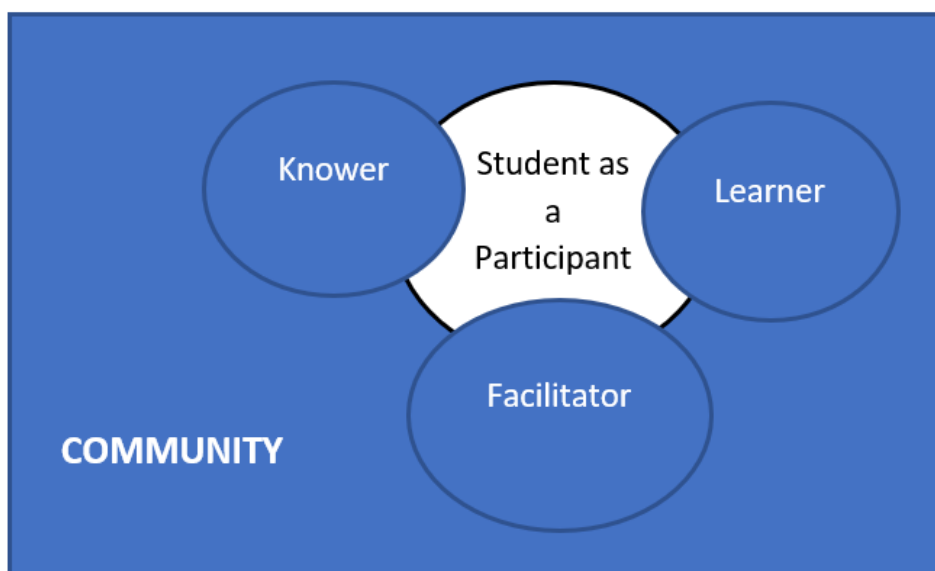 Knower
Student as
a
Participant
Learner
Facilitator
COMMUNITY